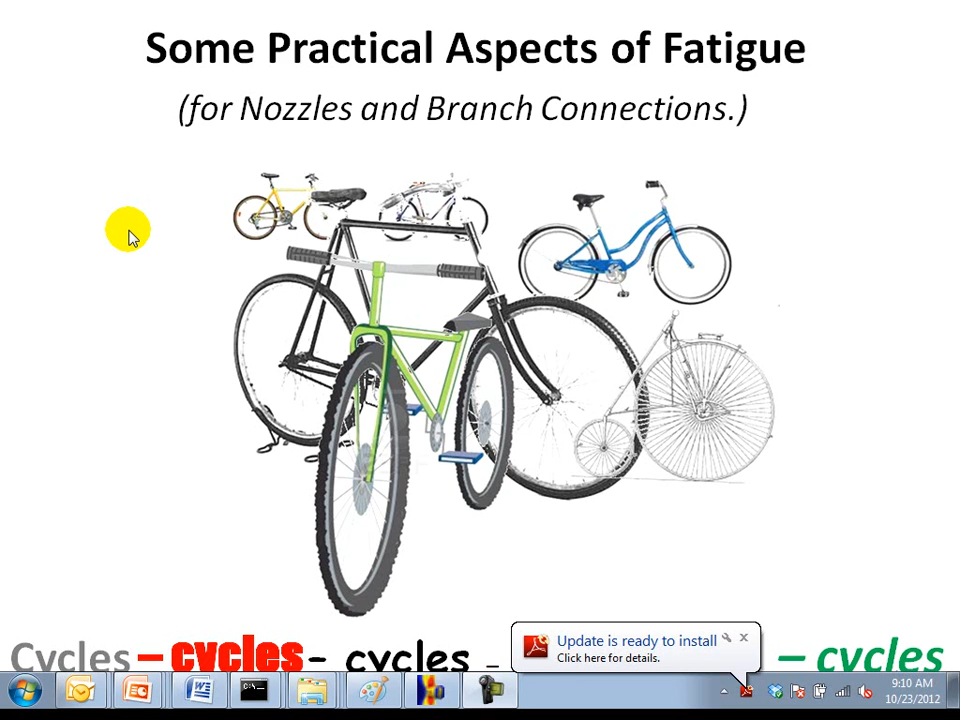 Some Practical Aspects of Fatigue
(for Nozzles and Branch Connections.)
Cycles – cycles – cycles – – cycles
Update is ready to install
Click here for details.
9:10 AM
10/23/2012